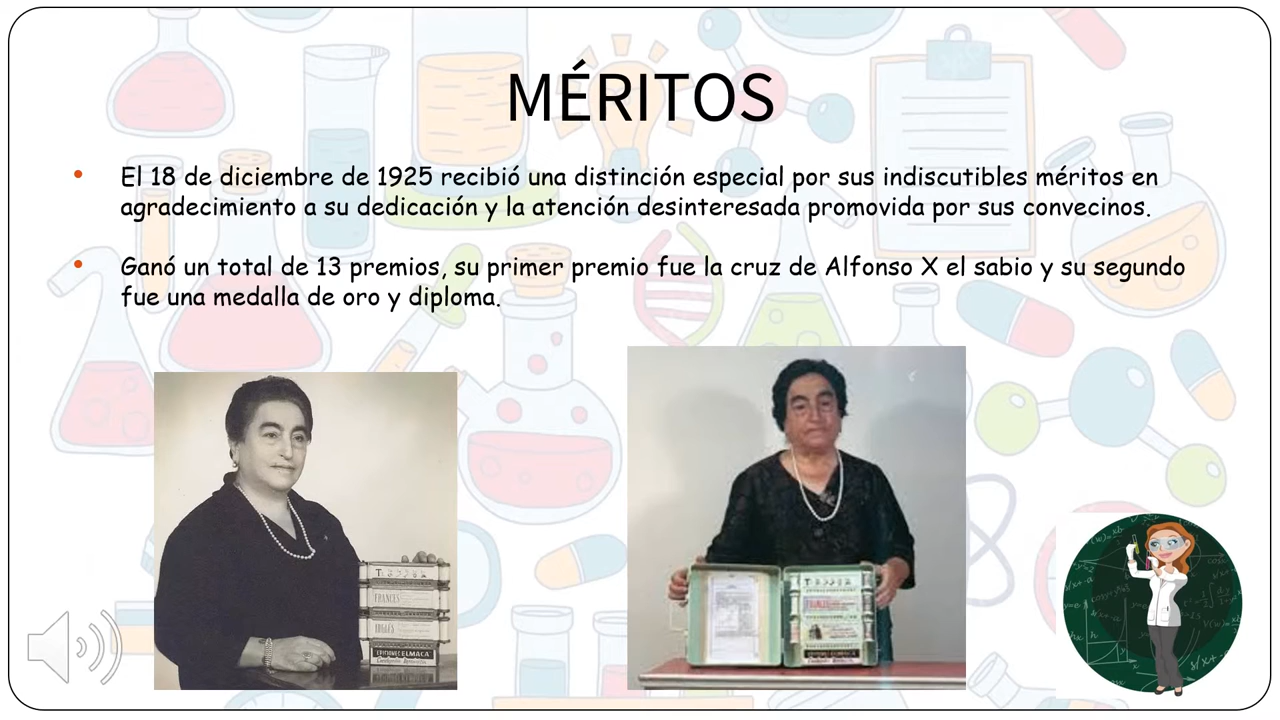 MÉRITOS
El 18 de diciembre de 1925 recibió una distinción especial por sus indiscutibles méritos en
agradecimiento a su dedicación y la atención desinteresada promovida por sus convecinos.
Ganó un total de 13 premios, su primer premio fue la cruz de Alfonso X el sabio y su segundo
fue una medalla de oro y diploma.
FRANCES
INGLES